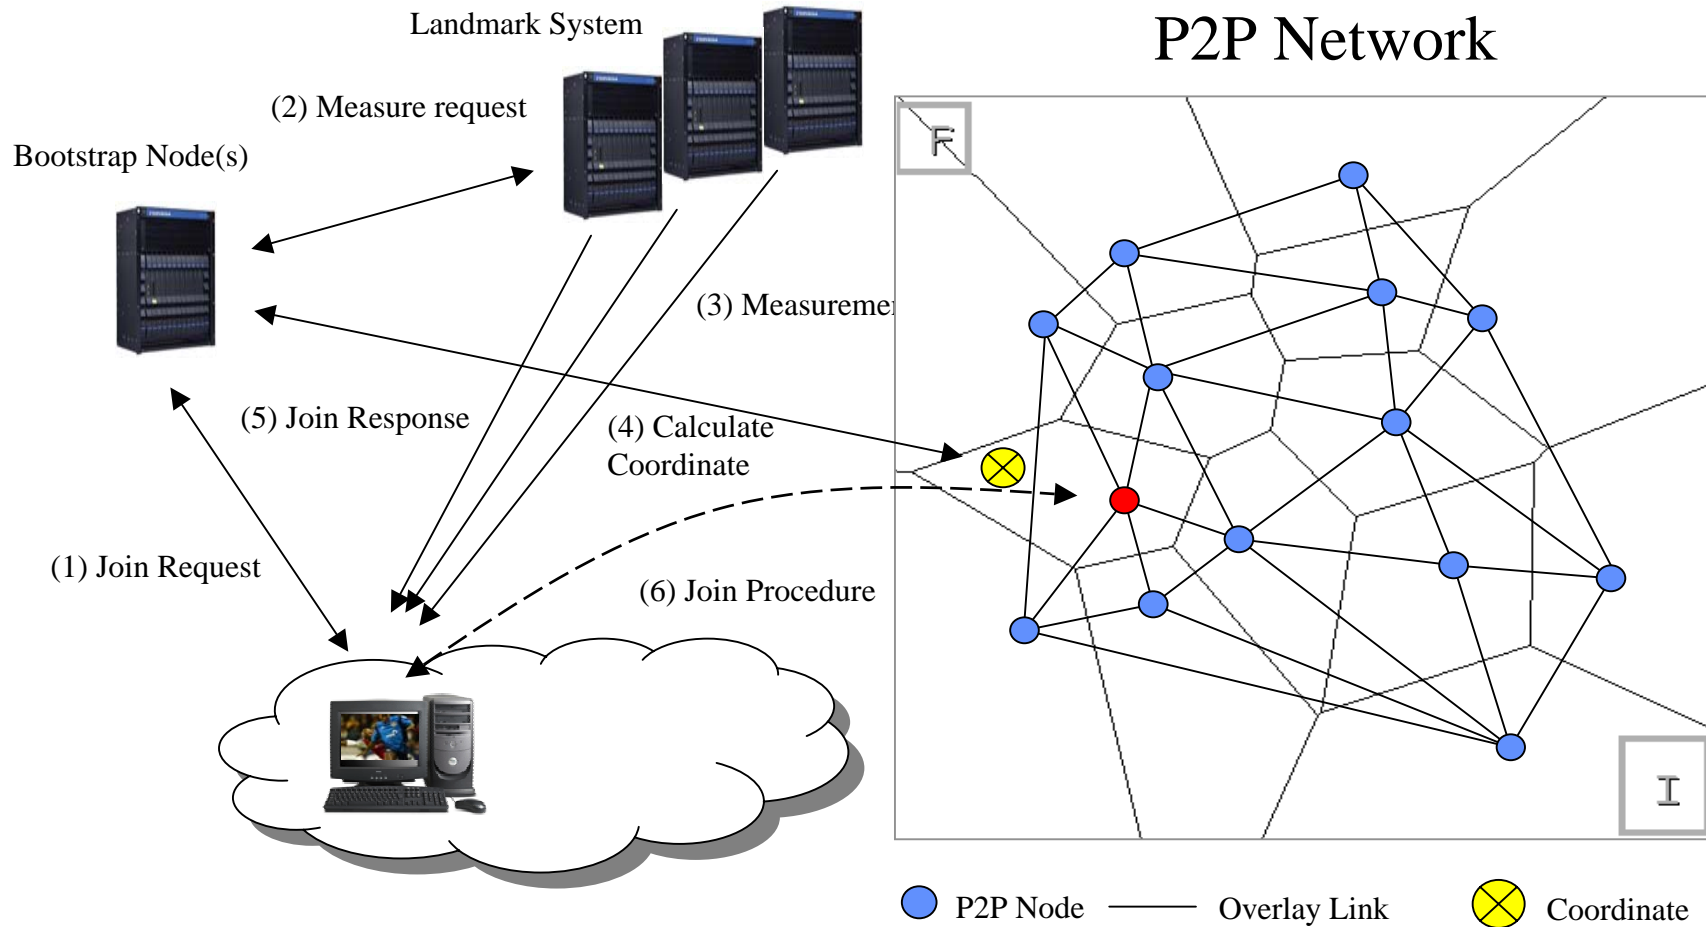 Landmark System
P2P Network
(2) Measure request
F
Bootstrap Node(s)
(3) Measureme
(5) Join Response
(4) Calculate
Coordinate
(1) Join Request
(6) Join Procedure
I
P2P Node
Overlay Link
Coordinate